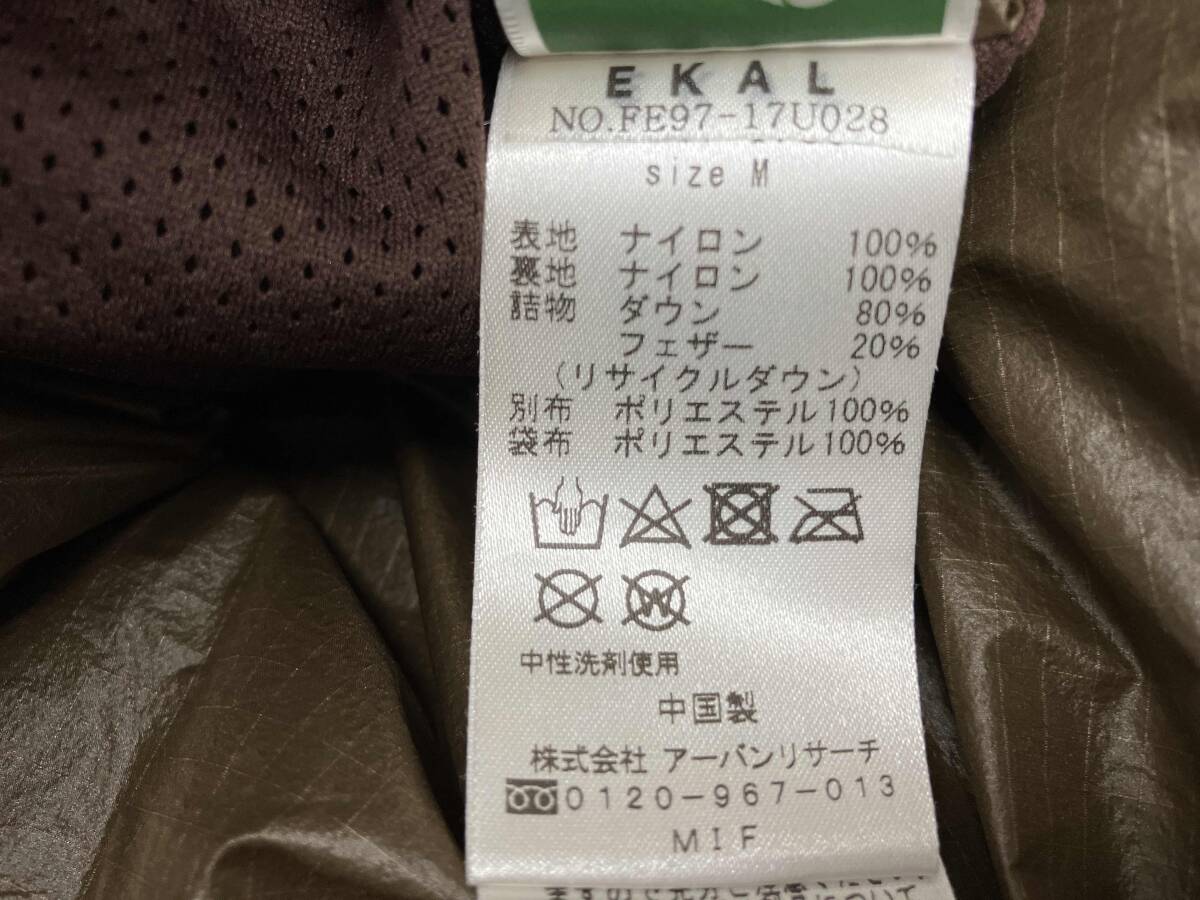 EKAL
NO.FE97-17U028
size M
表地 ナイロン 100%
裏地 ナイロン 100%
詰物 ダウン 80%
フェザー 20%
(リサイクルダウン)
別布 ポリエステル100%
袋布 ポリエステル100%
W
中性洗剤使用
中国製
株式会社 アーバンリサーチ
0120-967-013
MIF